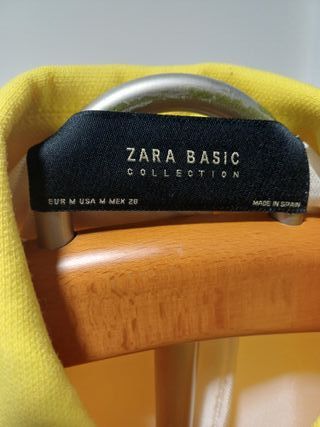 ZARA BASIC
COLLECTION
EUR M USA M MEX 28
MADE IN SPAIN